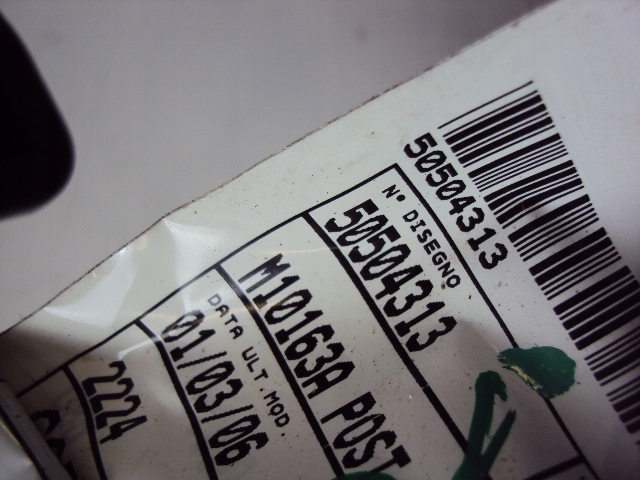 50504313
N° DISEGNO
50504313
M10163A POST
DATA ULT.MOD.
01/03/06
2224